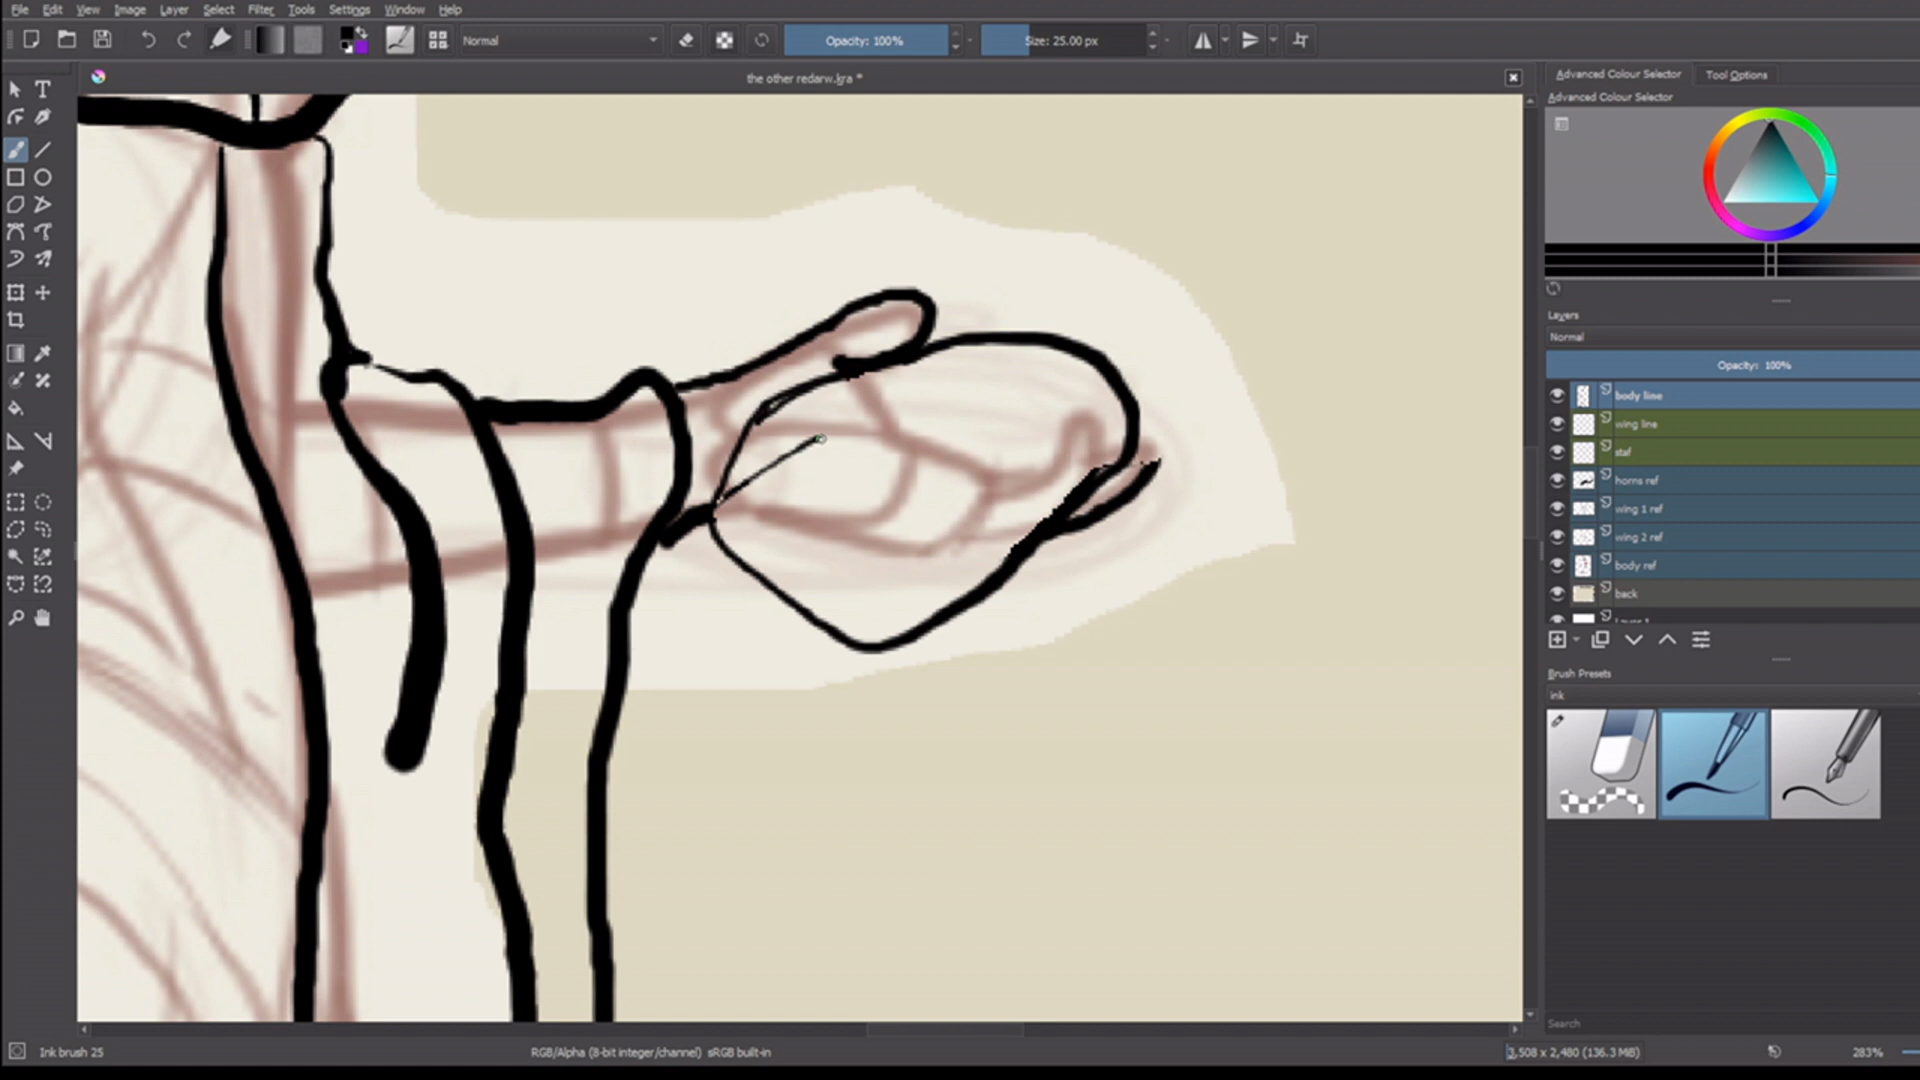 File Edit View Image Layer Filter Select Tools Settings Window Help
Normal
Opacity: 100%
Size: 25.00 px
the other redarw.kra *
Advanced Colour Selector
Tool Options
Advanced Colour Selector
Layers
Normal
Opacity: 100%
body line
wing line
staf
horns ref
wing 1 ref
wing 2 ref
body ref
back
Layer 1
Brush Presets
ink
Search
Ink brush 25
RGB/Alpha (8-bit integer/channel) sRGB built-in
3,508 x 2,480 (136.3 MiB)
283%